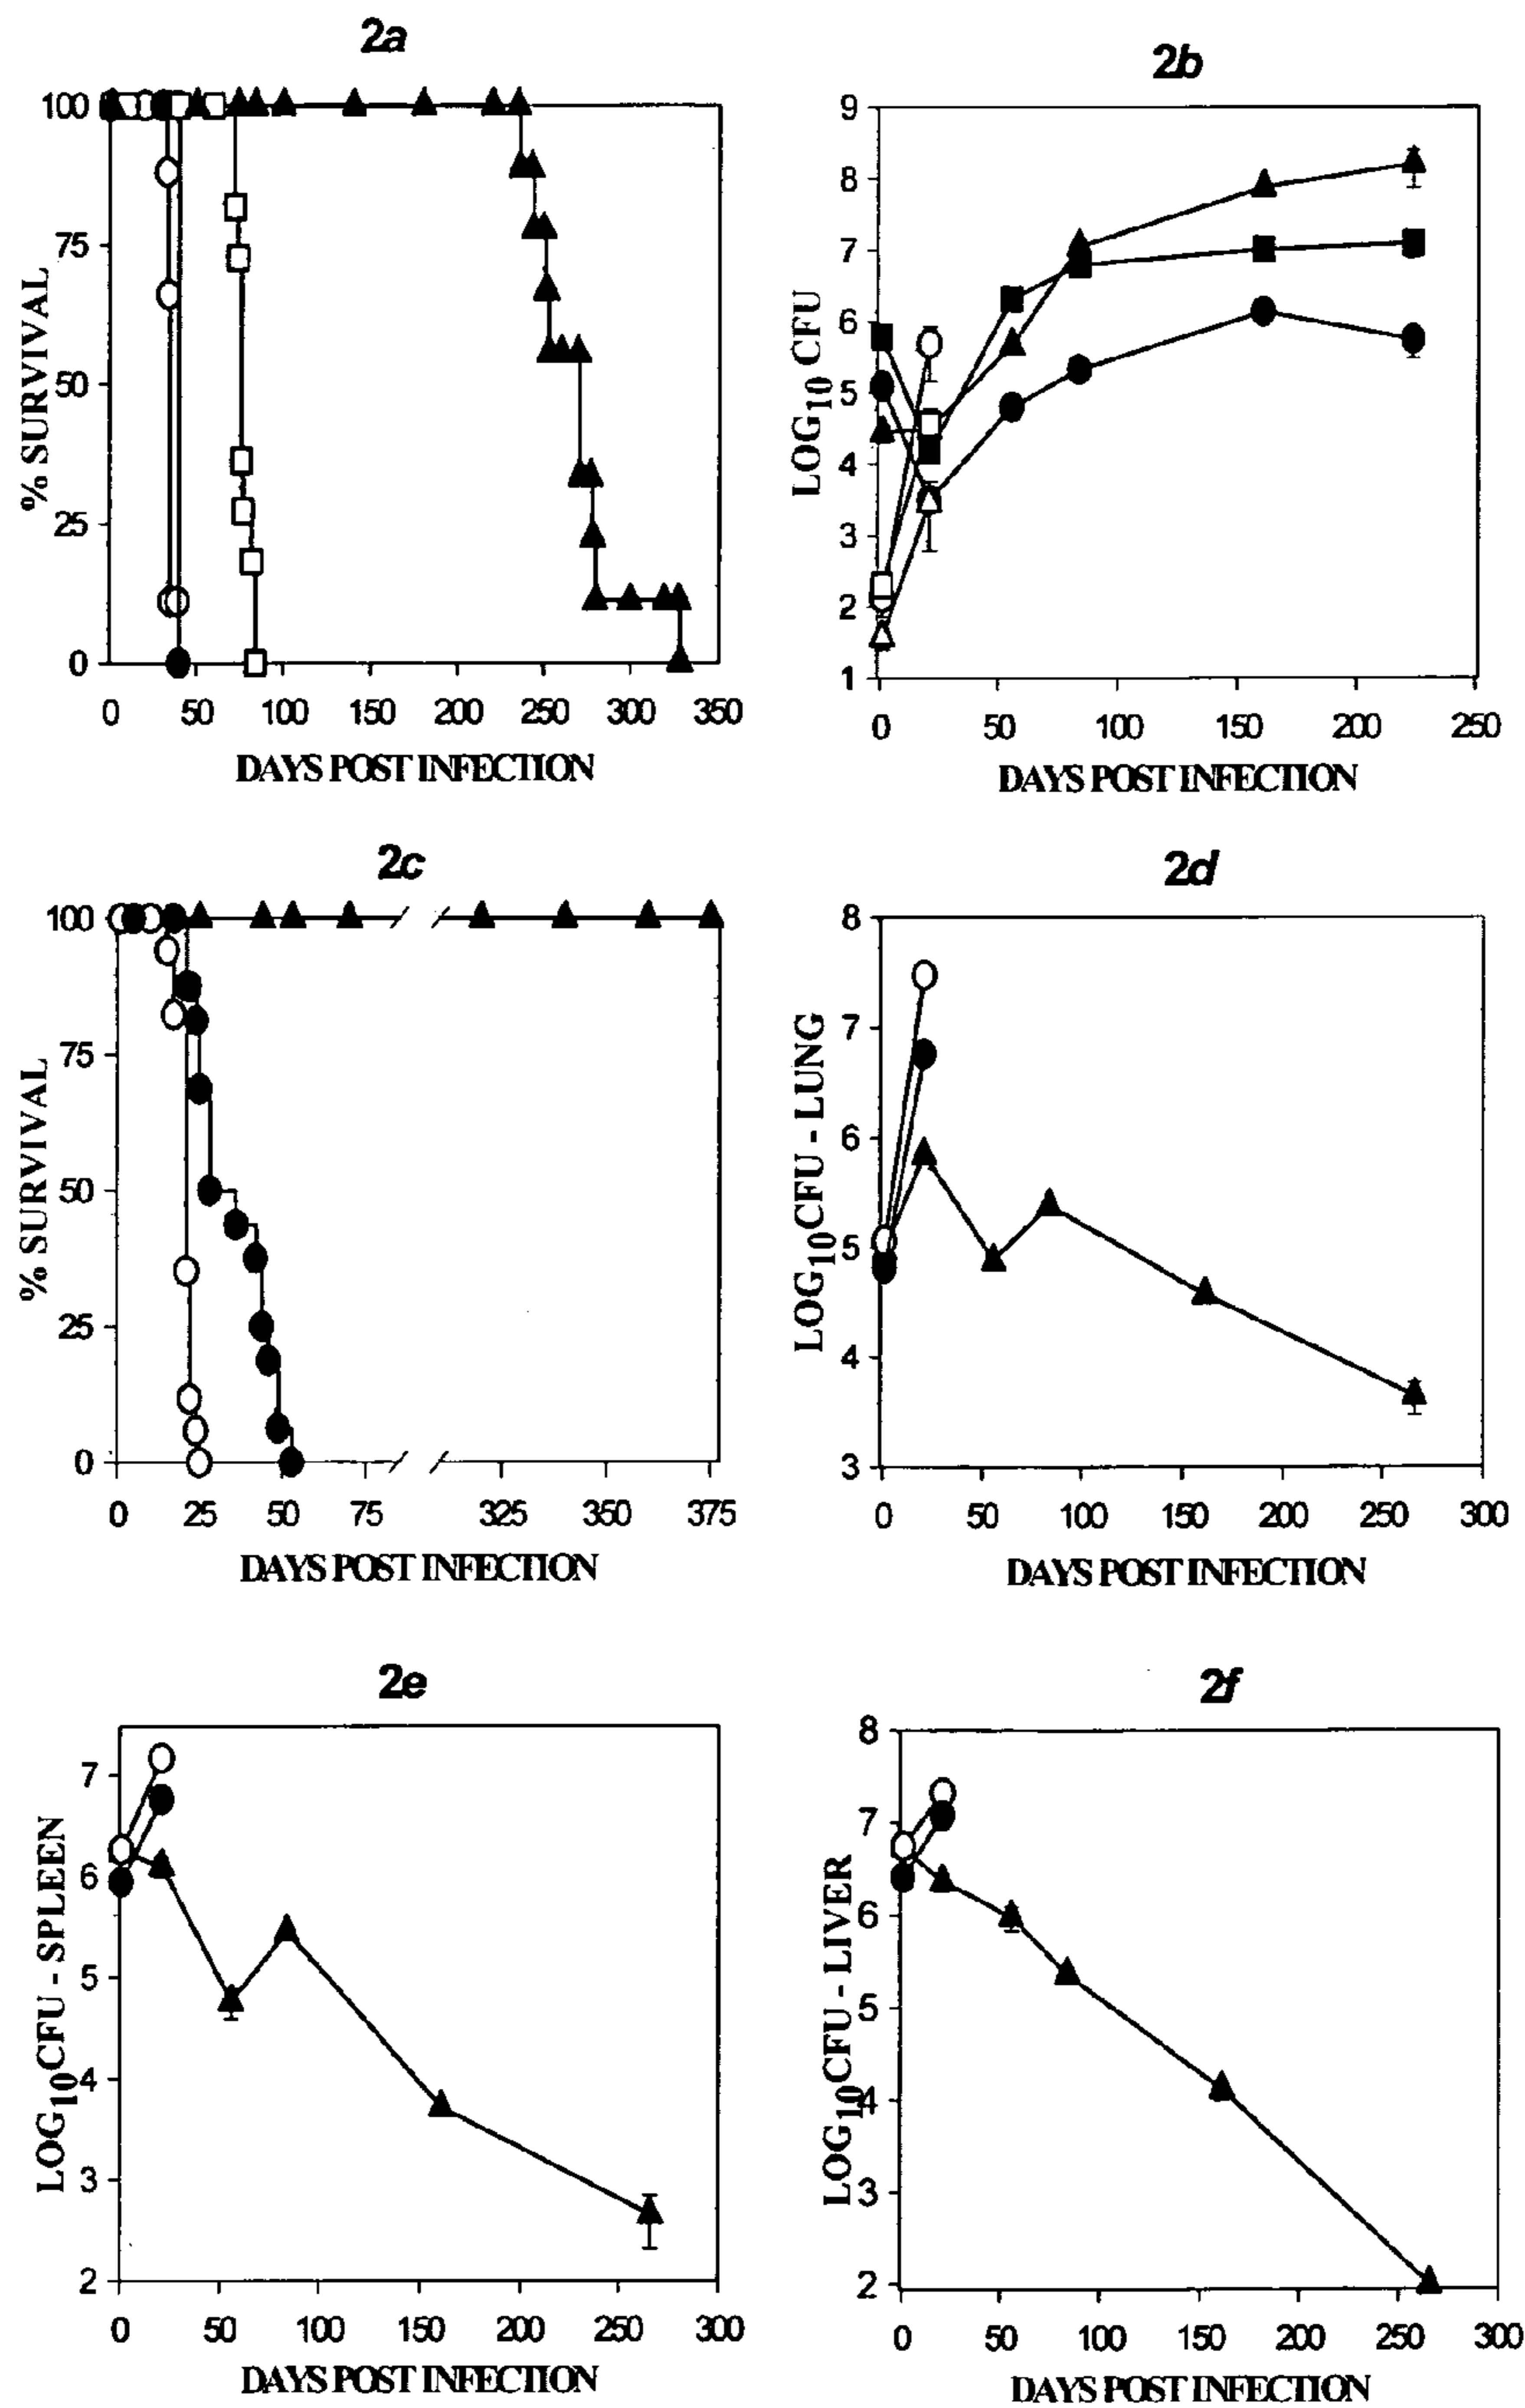 2a
100
75
50
25
0
% SURVIVAL
0 50 100 150 200 250 300 350
DAYS POST INFECTION
2b
9
8
7
6
5
4
3
2
1
LOG10 CFU
0 50 100 150 200 250
DAYS POST INFECTION
2c
100
75
50
25
0
% SURVIVAL
0 25 50 75 325 350 375
DAYS POST INFECTION
2d
8
7
6
5
4
3
LOG10CFU - LUNG
0 50 100 150 200 250 300
DAYS POST INFECTION
2e
7
6
5
4
3
2
LOG10CFU - SPLEEN
0 50 100 150 200 250 300
DAYS POST INFECTION
2f
8
7
6
5
4
3
2
LOG10CFU - LIVER
0 50 100 150 200 250 300
DAYS POST INFECTION